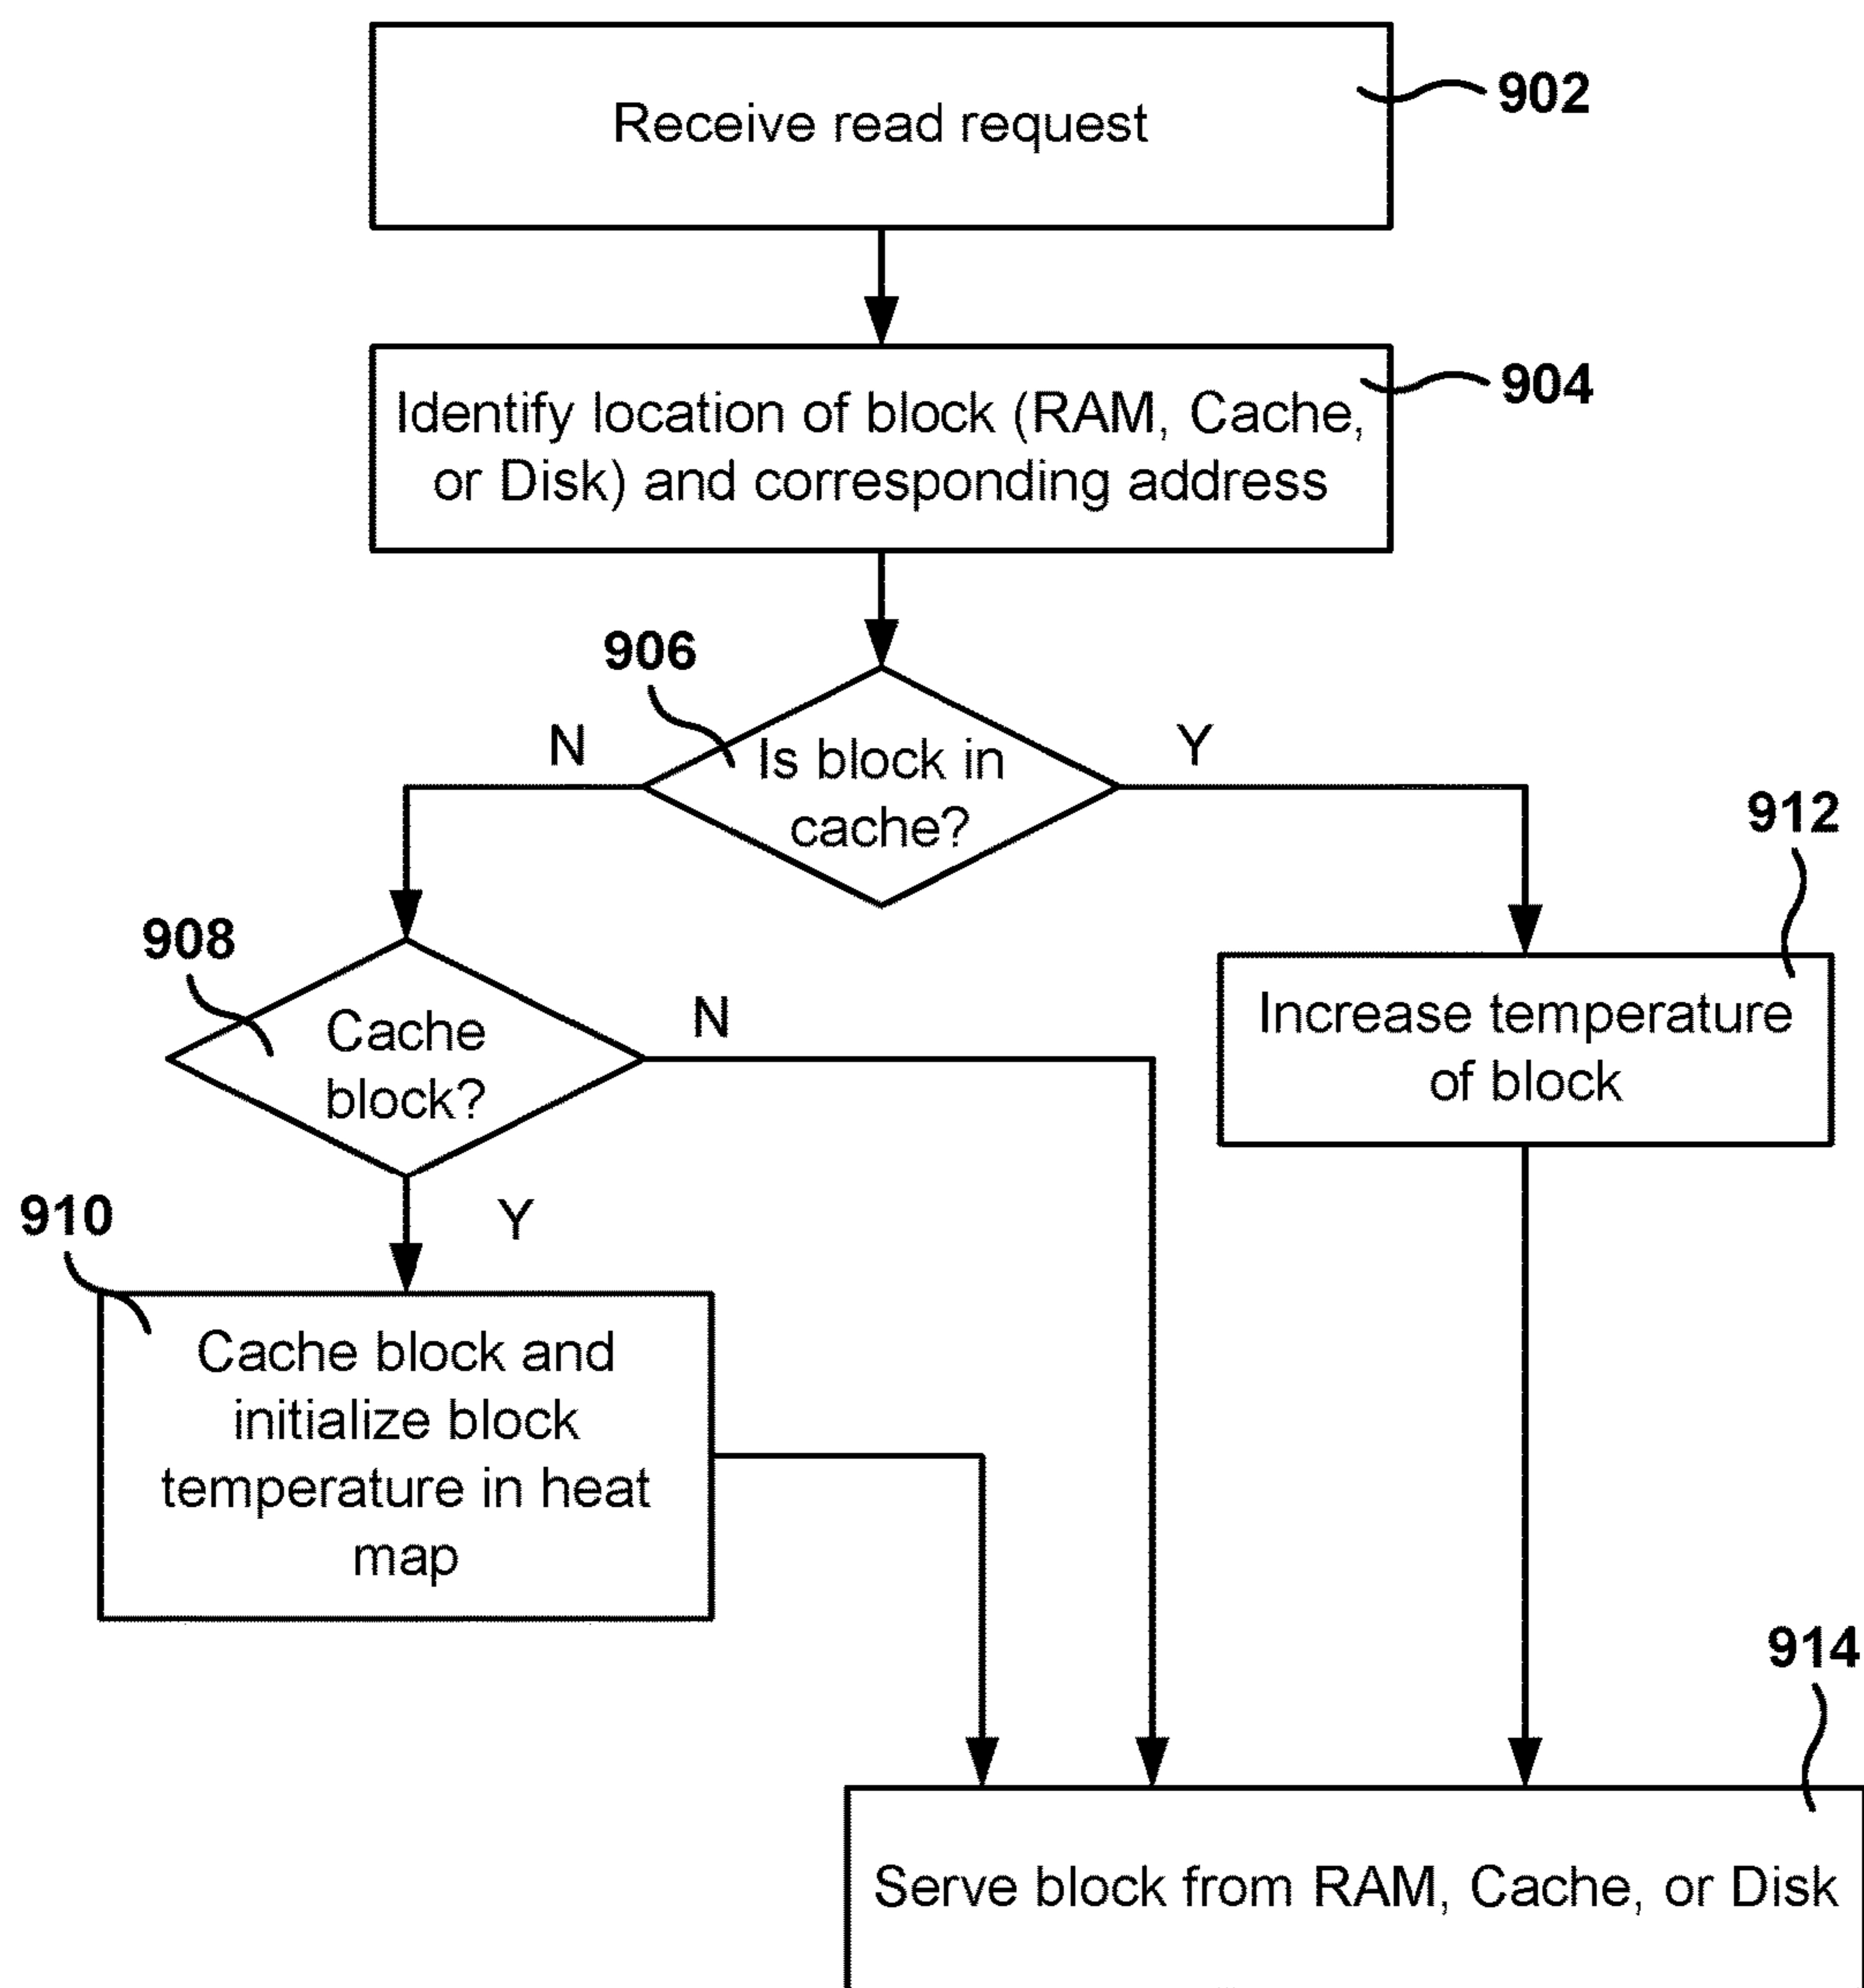 Receive read request
902
Identify location of block (RAM, Cache,
or Disk) and corresponding address
904
906
N
Is block in
cache?
Y
912
908
Cache
block?
N
Increase temperature
of block
910
Y
Cache block and
initialize block
temperature in heat
map
914
Serve block from RAM, Cache, or Disk